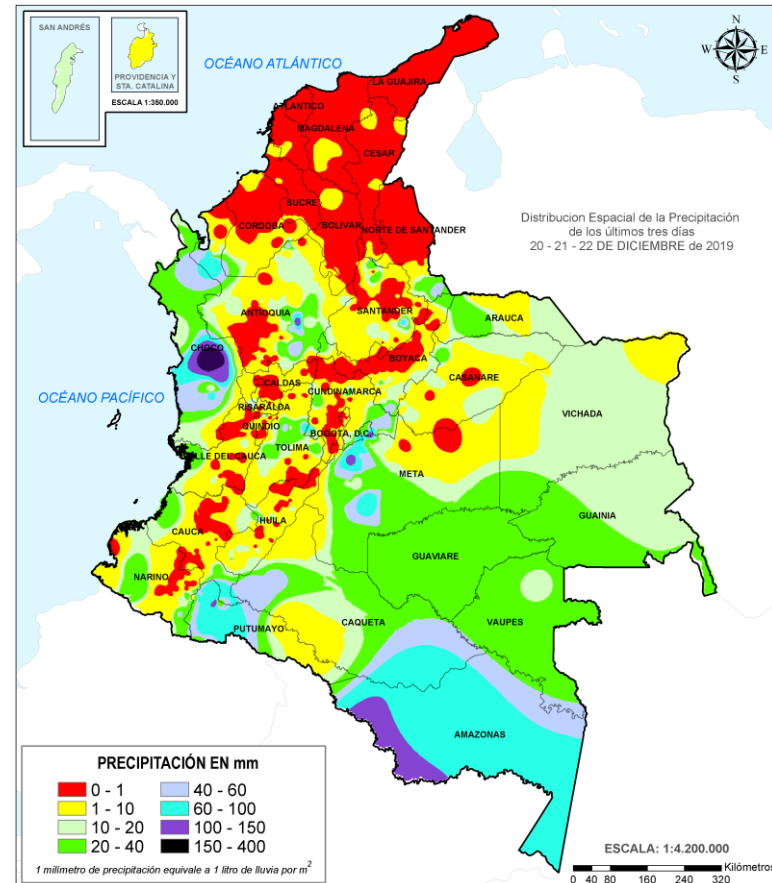 SAN ANDRÉS
PROVIDENCIA Y
STA. CATALINA
ESCALA 1:350.000
OCÉANO ATLÁNTICO
N
W E
S
LA GUAJIRA
ATLANTICO
MAGDALENA
CESAR
SUCRE
CORDOBA
BOLIVAR
NORTE DE SANTANDER
Distribucion Espacial de la Precipitación
de los últimos tres días
20 - 21 - 22 DE DICIEMBRE de 2019
ANTIOQUIA
SANTANDER
ARAUCA
CHOCO
BOYACA
OCÉANO PACÍFICO
CALDAS
CASANARE
CUNDINAMARCA
RISARALDA
VICHADA
QUINDIO
BOGOTA, D.C.
TOLIMA
VALLE DEL CAUCA
META
GUAINIA
HUILA
CAUCA
GUAVIARE
NARINO
CAQUETA
VAUPES
PUTUMAYO
AMAZONAS
PRECIPITACIÓN EN mm
0 - 1 40 - 60
1 - 10 60 - 100
10 - 20 100 - 150
20 - 40 150 - 400
1 milímetro de precipitación equivale a 1 litro de lluvia por m2
ESCALA: 1:4.200.000
Kilómetros
0 40 80 160 240 320